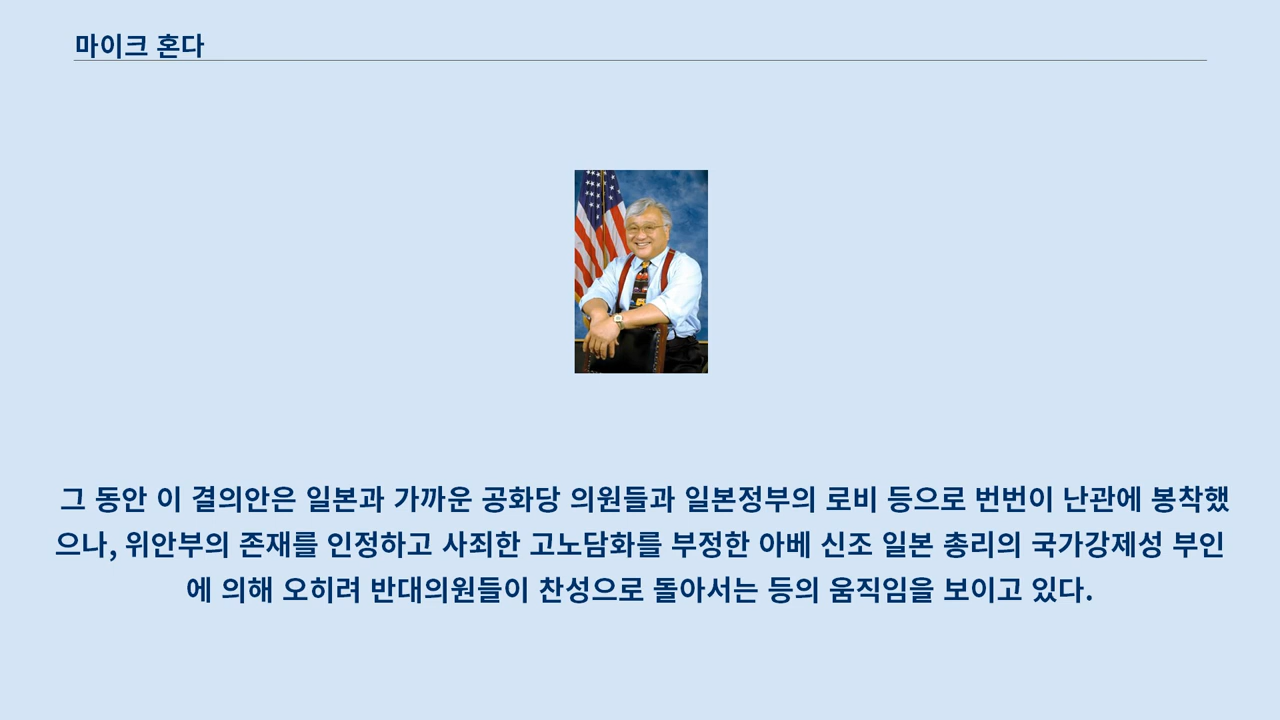 마이크 혼다
그 동안 이 결의안은 일본과 가까운 공화당 의원들과 일본정부의 로비 등으로 번번이 난관에 봉착했
으나, 위안부의 존재를 인정하고 사죄한 고노담화를 부정한 아베 신조 일본 총리의 국가강제성 부인
에 의해 오히려 반대의원들이 찬성으로 돌아서는 등의 움직임을 보이고 있다.